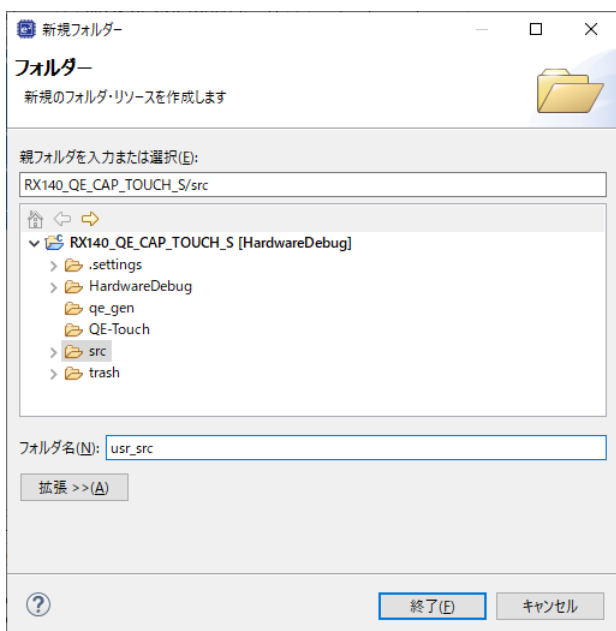 新規フォルダー
フォルダー
新規のフォルダ・リソースを作成します
親フォルダを入力または選択(E):
RX140_QE_CAP_TOUCH_S/src
RX140_QE_CAP_TOUCH_S [HardwareDebug]
.settings
HardwareDebug
qe_gen
QE-Touch
src
trash
フォルダ名(N): usr_src
拡張 >>(A)
終了(F) キャンセル